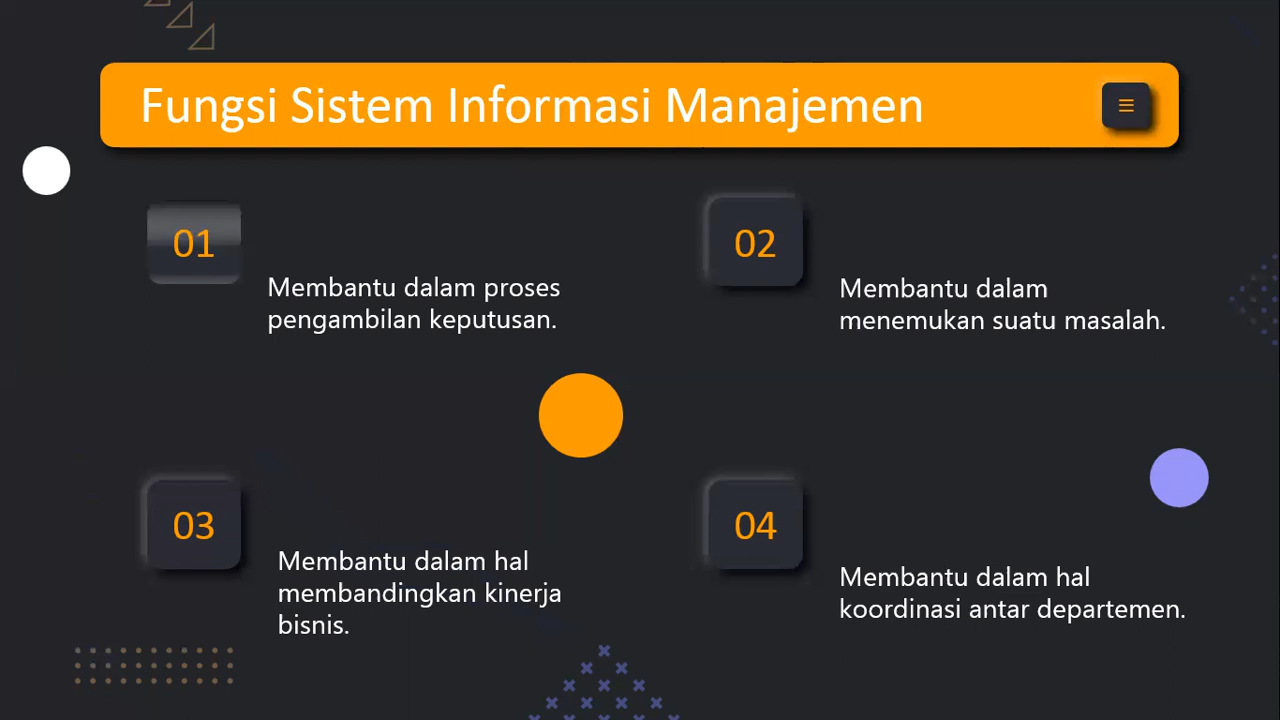 Fungsi Sistem Informasi Manajemen
01
Membantu dalam proses
pengambilan keputusan.
02
Membantu dalam
menemukan suatu masalah.
03
Membantu dalam hal
membandingkan kinerja
bisnis.
04
Membantu dalam hal
koordinasi antar departemen.